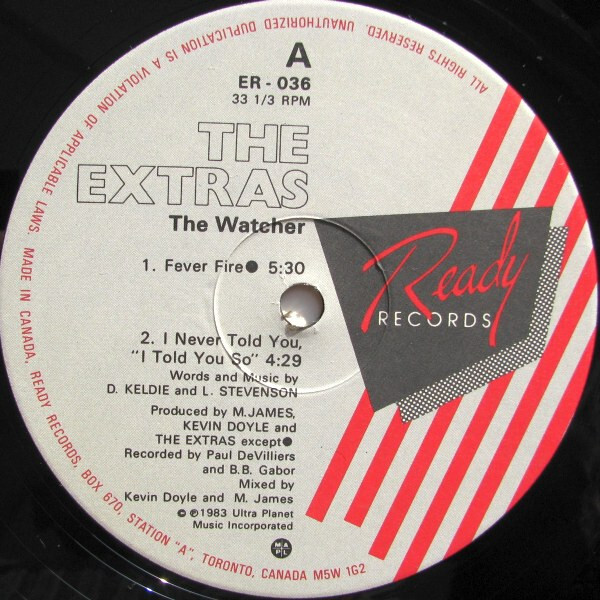 A
ER - 036
33 1/3 RPM
THE
EXTRAS
The Watcher
1. Fever Fire● 5:30
2. I Never Told You,
"I Told You So" 4:29
Words and Music by
D. KELDIE and L. STEVENSON
Produced by M.JAMES,
KEVIN DOYLE and
THE EXTRAS except●
Recorded by Paul DeVilliers
and B.B. Gabor
Mixed by
Kevin Doyle and M. James
© ℗1983 Ultra Planet
Music Incorporated
MAPL
Ready
RECORDS
ALL RIGHTS RESERVED. UNAUTHORIZED DUPLICATION IS A VIOLATION OF APPLICABLE LAWS. MADE IN CANADA, READY RECORDS, BOX 670, STATION "A", TORONTO, CANADA M5W 1G2